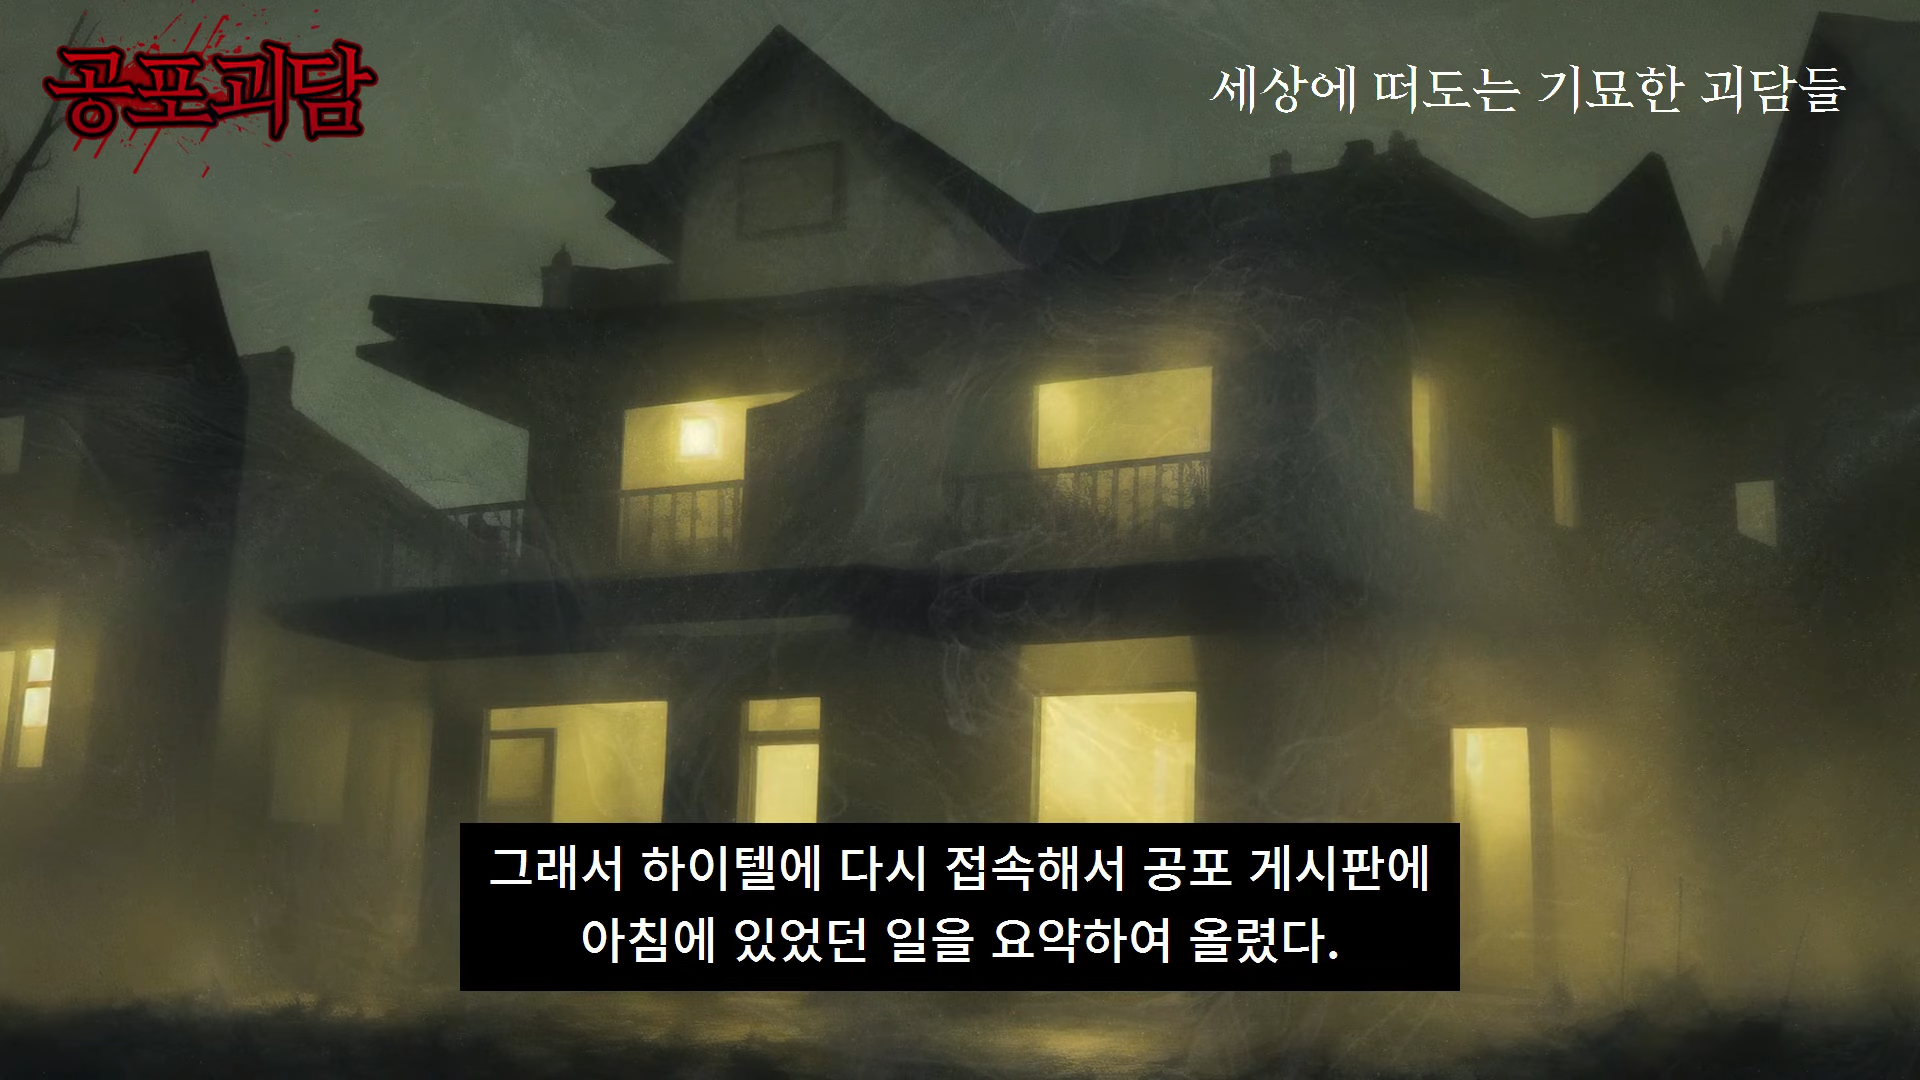 공포괴담
세상에 떠도는 기묘한 괴담들
그래서 하이텔에 다시 접속해서 공포 게시판에
아침에 있었던 일을 요약하여 올렸다.